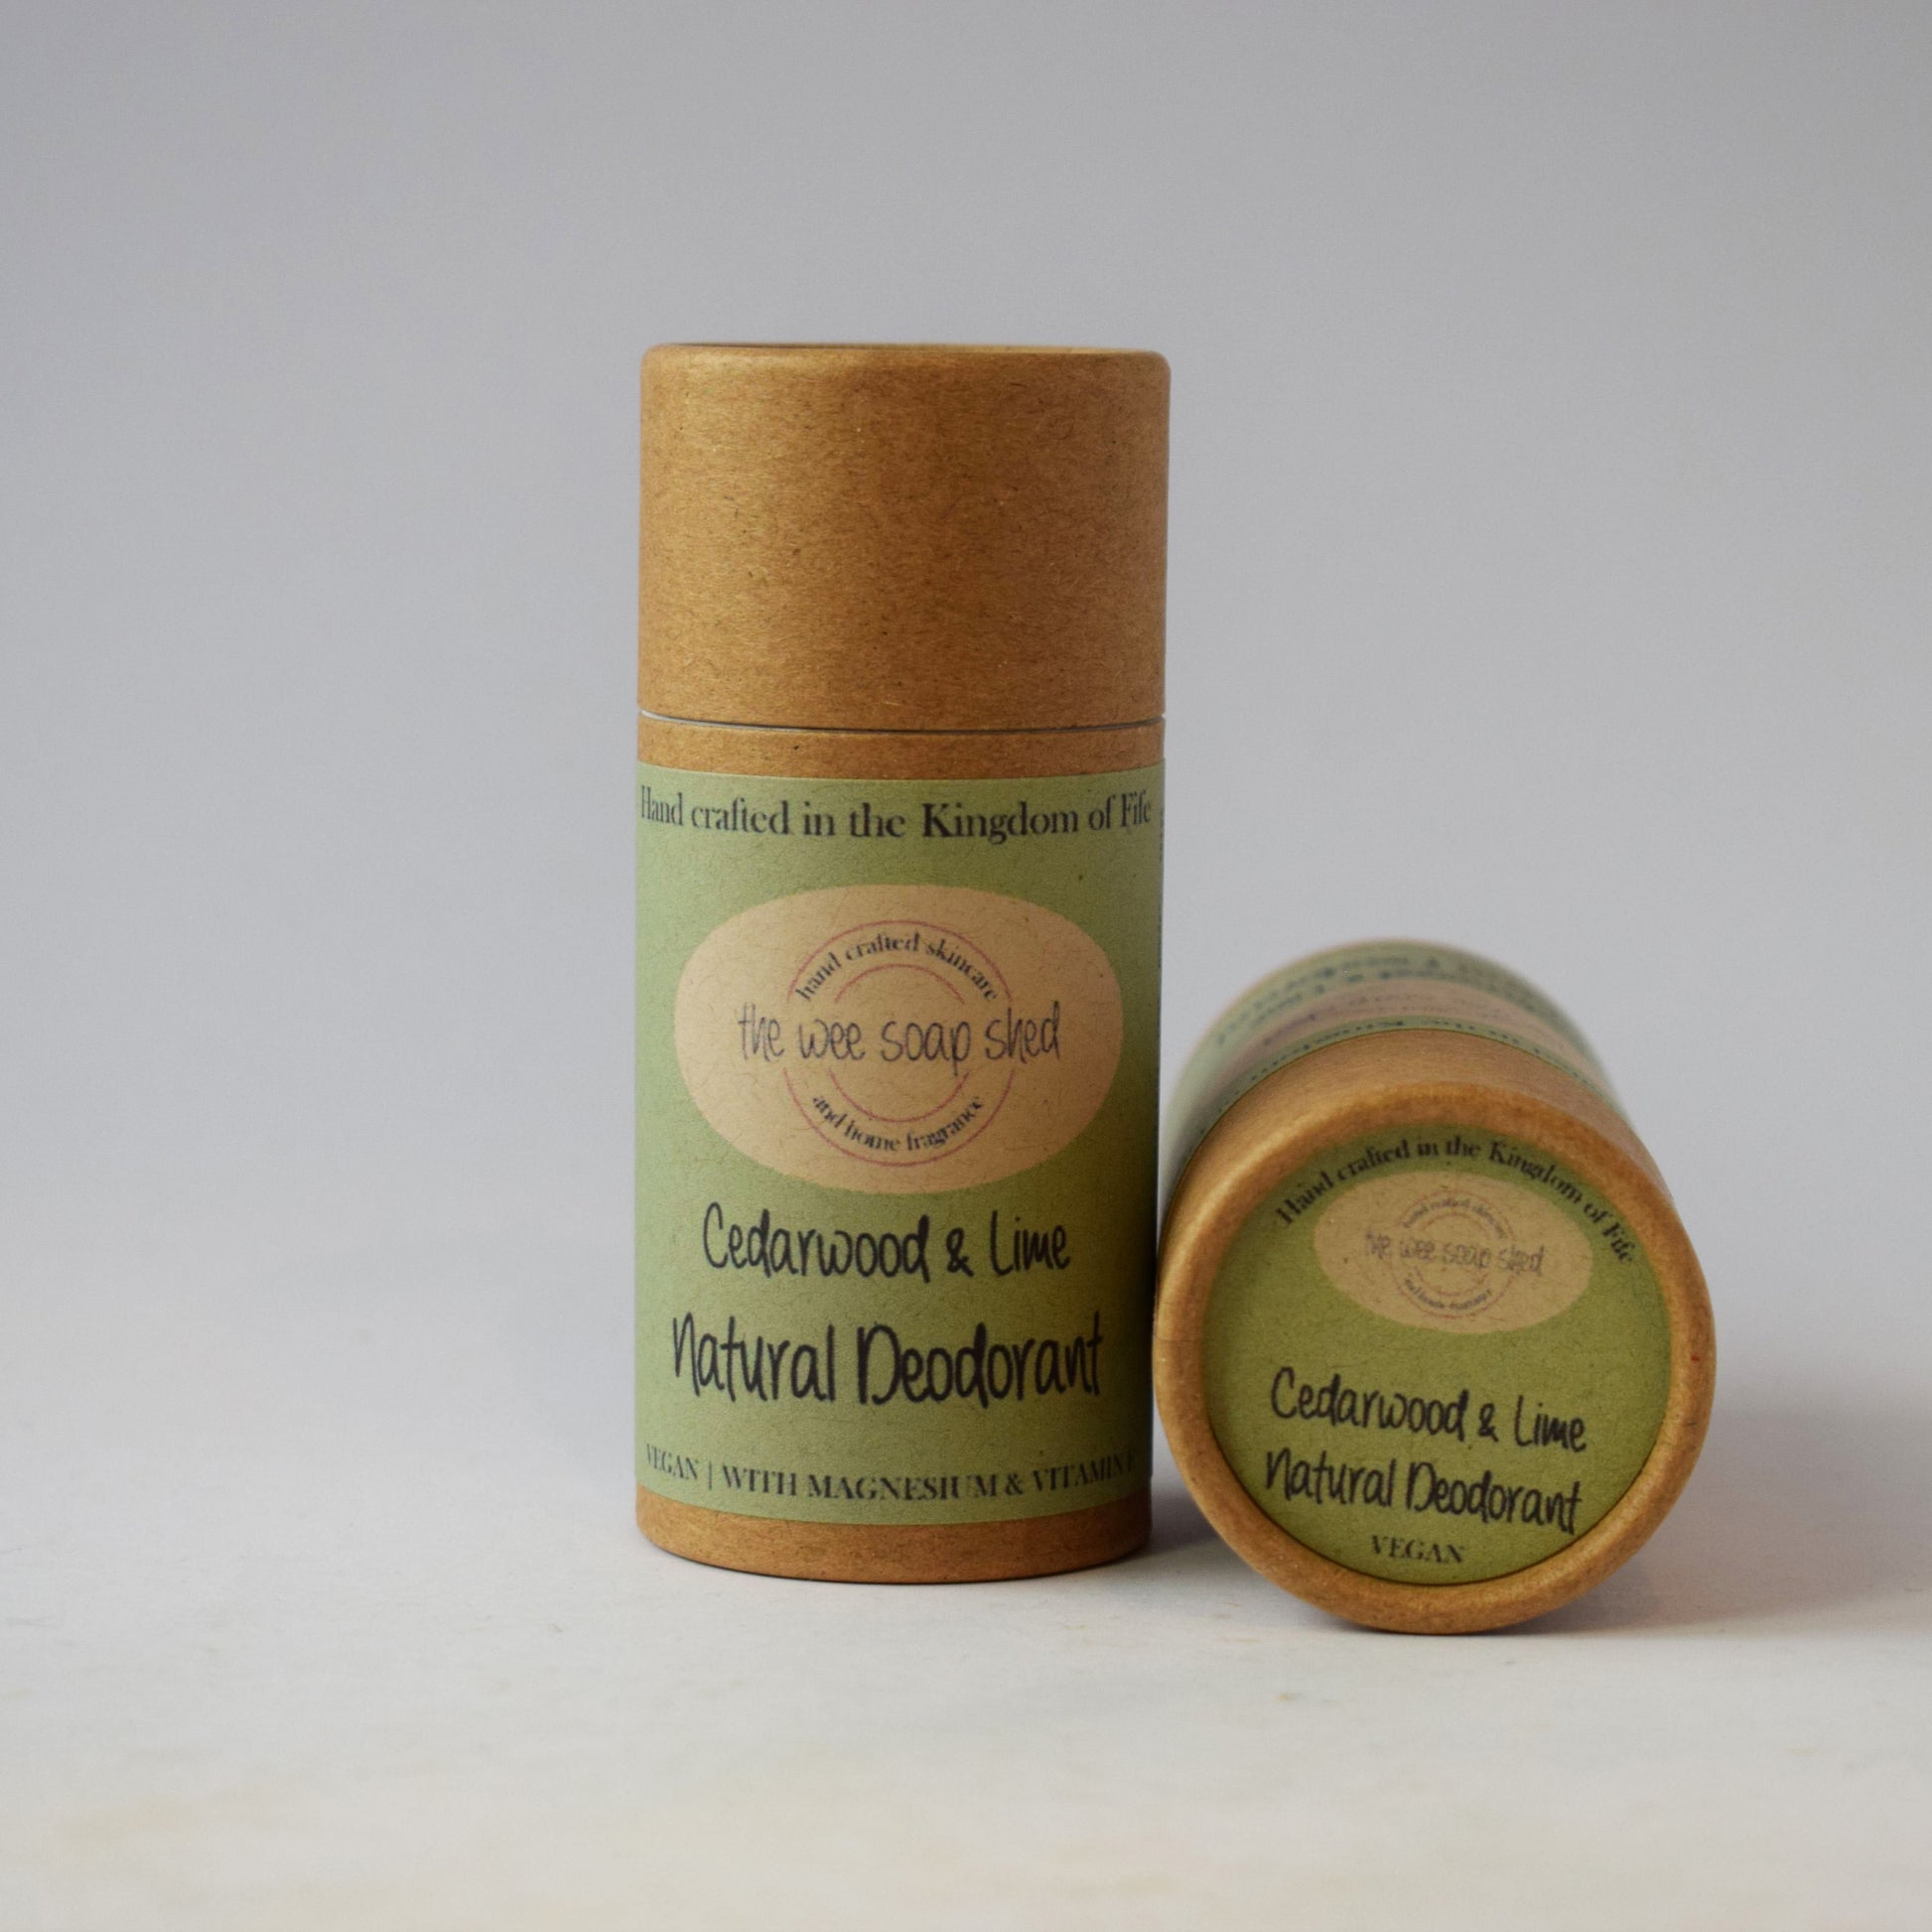 Hand crafted in the Kingdom of Fife
hand crafted skincare
the wee soap shed
and home fragrance
Cedarwood & Lime
Natural Deodorant
VEGAN | WITH MAGNESIUM & VITAMIN
Hand crafted in the Kingdom of Fife
the wee soap shed
Cedarwood & Lime
Natural Deodorant
VEGAN